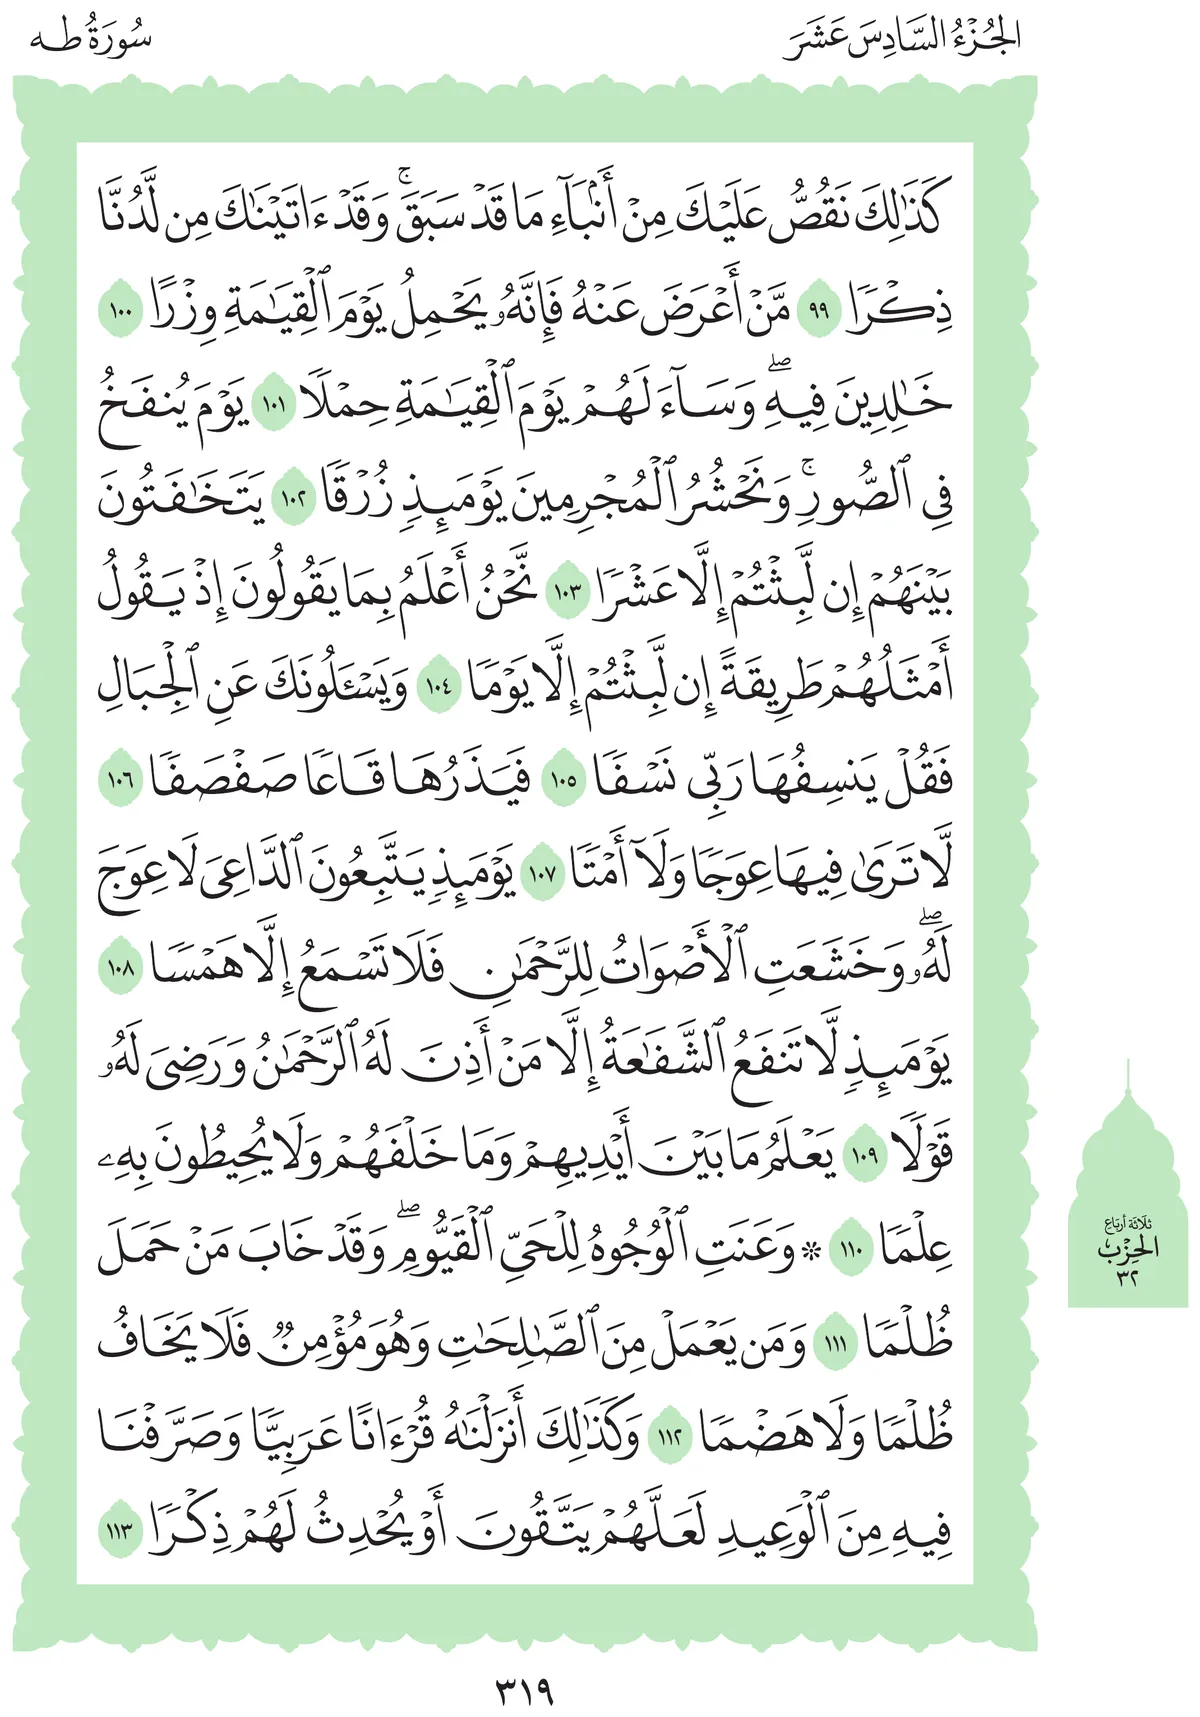 الجُزْءُ السَّادِسَ عَشَرَ
سُورَةُ طه
كَذَٰلِكَ نَقُصُّ عَلَيْكَ مِنْ أَنۢبَآءِ مَا قَدْ سَبَقَۚ وَقَدْ ءَاتَيْنَٰكَ مِن لَّدُنَّا
ذِكْرًا ٩٩ مَّنْ أَعْرَضَ عَنْهُ فَإِنَّهُۥ يَحْمِلُ يَوْمَ ٱلْقِيَٰمَةِ وِزْرًا ١٠٠
خَٰلِدِينَ فِيهِۖ وَسَآءَ لَهُمْ يَوْمَ ٱلْقِيَٰمَةِ حِمْلًا ١٠١ يَوْمَ يُنفَخُ
فِي ٱلصُّورِۚ وَنَحْشُرُ ٱلْمُجْرِمِينَ يَوْمَئِذٍ زُرْقًا ١٠٢ يَتَخَٰفَتُونَ
بَيْنَهُمْ إِن لَّبِثْتُمْ إِلَّا عَشْرًا ١٠٣ نَّحْنُ أَعْلَمُ بِمَا يَقُولُونَ إِذْ يَقُولُ
أَمْثَلُهُمْ طَرِيقَةً إِن لَّبِثْتُمْ إِلَّا يَوْمًا ١٠٤ وَيَسْـَٔلُونَكَ عَنِ ٱلْجِبَالِ
فَقُلْ يَنسِفُهَا رَبِّي نَسْفًا ١٠٥ فَيَذَرُهَا قَاعًا صَفْصَفًا ١٠٦
لَّا تَرَىٰ فِيهَا عِوَجًا وَلَآ أَمْتًا ١٠٧ يَوْمَئِذٍ يَتَّبِعُونَ ٱلدَّاعِيَ لَا عِوَجَ
لَهُۥۖ وَخَشَعَتِ ٱلْأَصْوَاتُ لِلرَّحْمَٰنِ فَلَا تَسْمَعُ إِلَّا هَمْسًا ١٠٨
يَوْمَئِذٍ لَّا تَنفَعُ ٱلشَّفَٰعَةُ إِلَّا مَنْ أَذِنَ لَهُ ٱلرَّحْمَٰنُ وَرَضِيَ لَهُۥ
قَوْلًا ١٠٩ يَعْلَمُ مَا بَيْنَ أَيْدِيهِمْ وَمَا خَلْفَهُمْ وَلَا يُحِيطُونَ بِهِۦ
عِلْمًا ١١٠ ۞ وَعَنَتِ ٱلْوُجُوهُ لِلْحَيِّ ٱلْقَيُّومِۖ وَقَدْ خَابَ مَنْ حَمَلَ
ظُلْمًا ١١١ وَمَن يَعْمَلْ مِنَ ٱلصَّٰلِحَٰتِ وَهُوَ مُؤْمِنٌ فَلَا يَخَافُ
ظُلْمًا وَلَا هَضْمًا ١١٢ وَكَذَٰلِكَ أَنزَلْنَٰهُ قُرْءَانًا عَرَبِيًّا وَصَرَّفْنَا
فِيهِ مِنَ ٱلْوَعِيدِ لَعَلَّهُمْ يَتَّقُونَ أَوْ يُحْدِثُ لَهُمْ ذِكْرًا ١١٣
ثلاثة أرباع
الحِزْب
٣٢
٣١٩